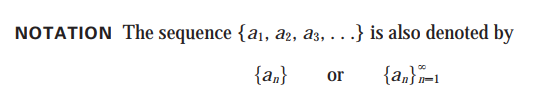 NOTATION The sequence {a₁, a₂, a₃, . . .} is also denoted by
{aₙ} or {aₙ}∞n=1